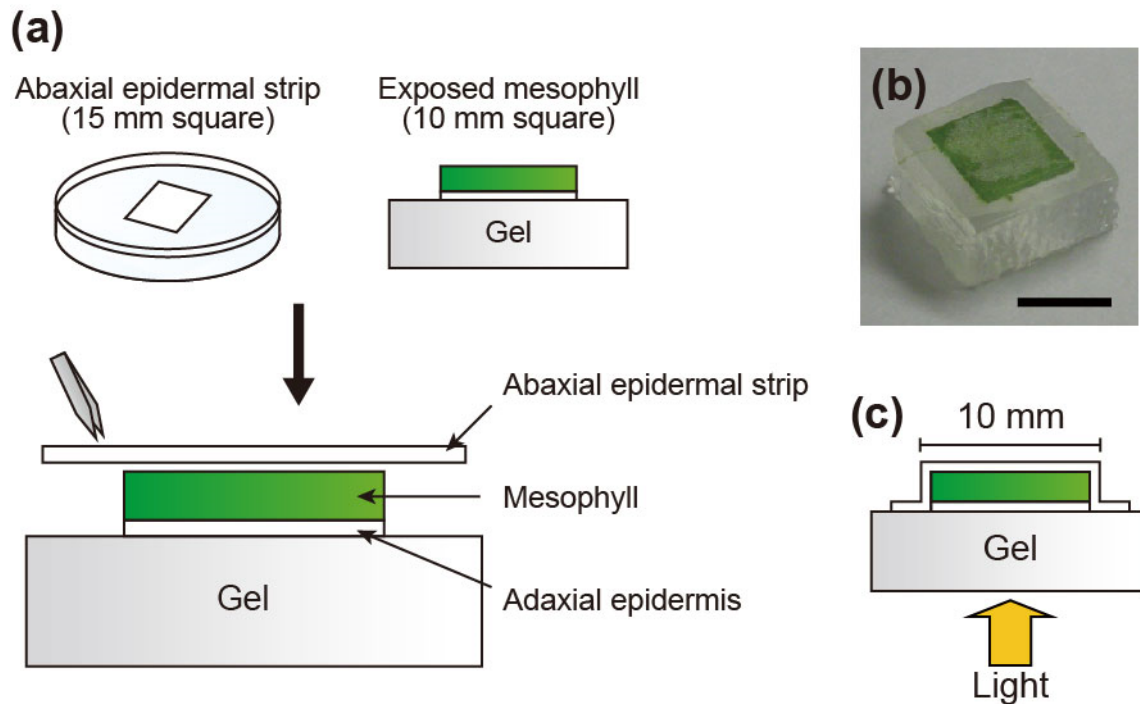 (a)
Abaxial epidermal strip
(15 mm square)
Exposed mesophyll
(10 mm square)
Gel
Abaxial epidermal strip
Mesophyll
Adaxial epidermis
Gel
(b)
(c)
10 mm
Gel
Light